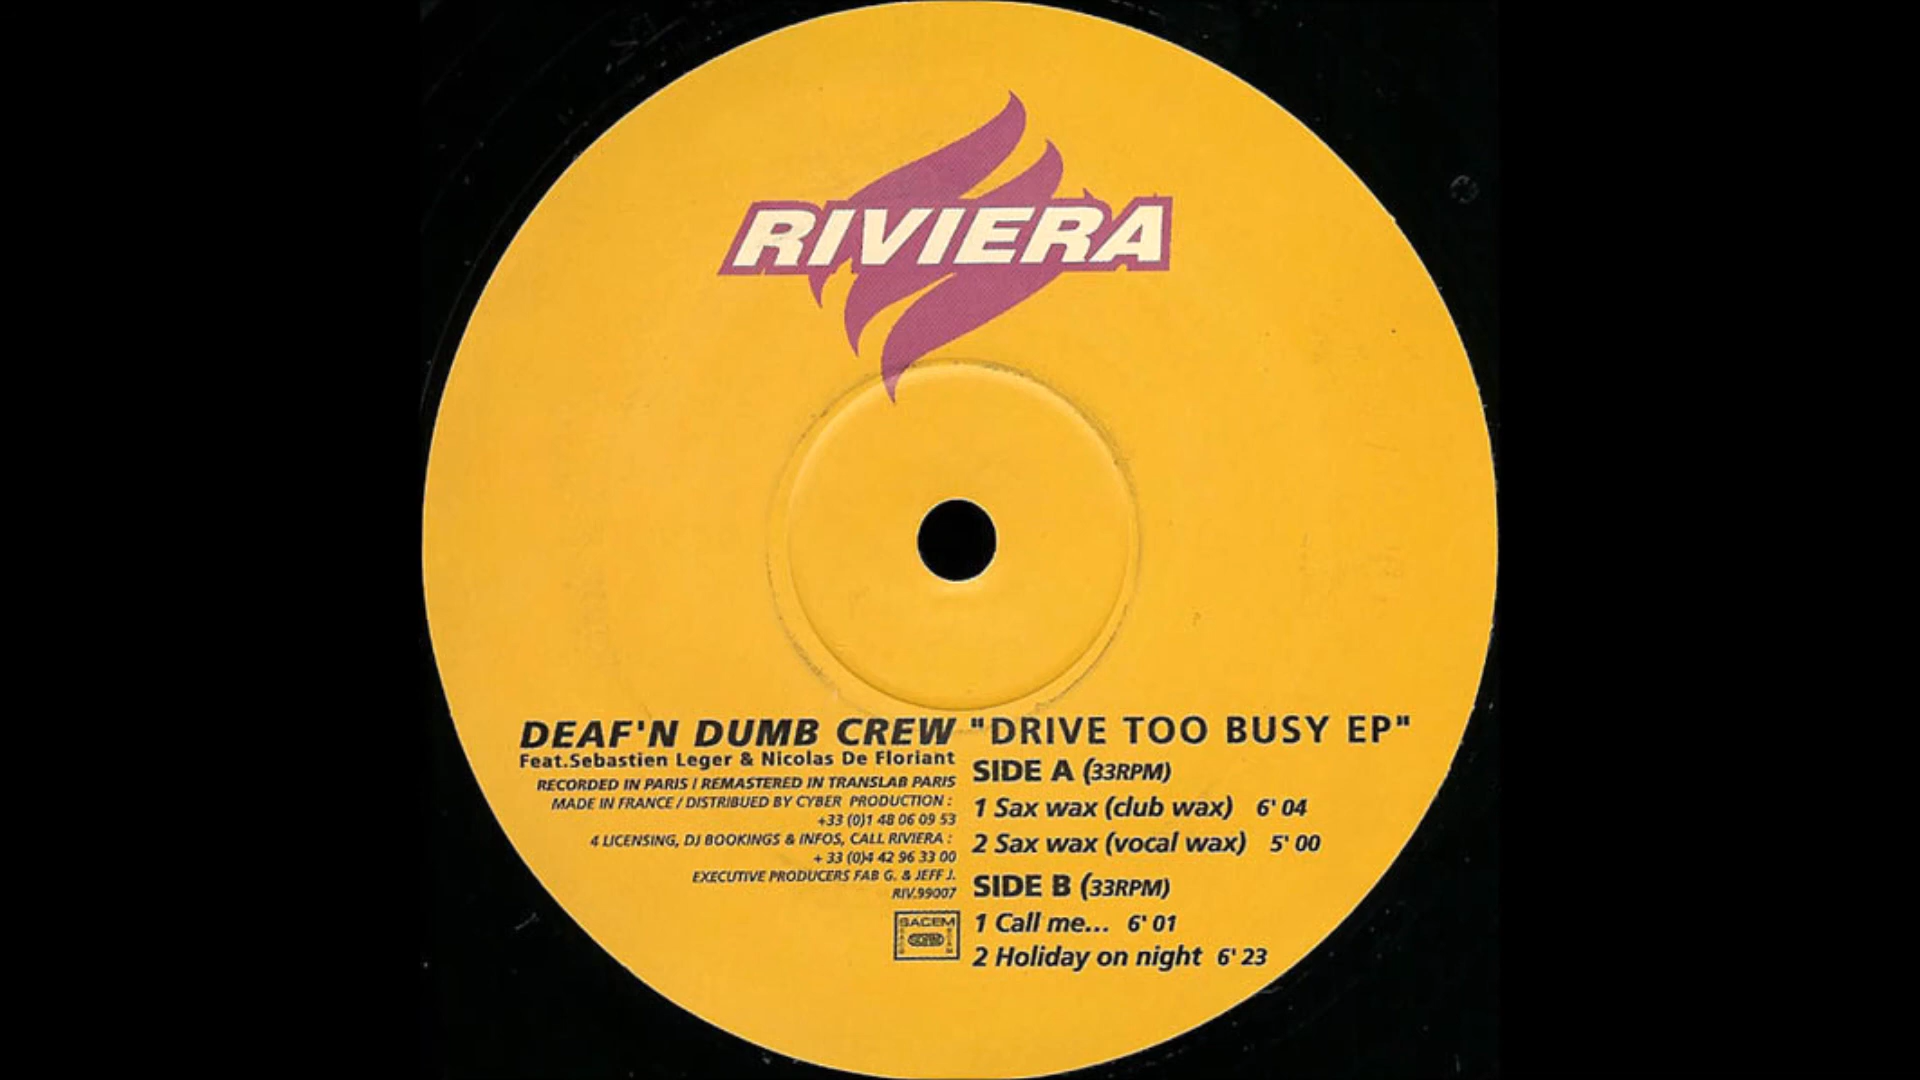 RIVIERA
DEAF'N DUMB CREW
Feat.Sebastien Leger & Nicolas De Floriant
RECORDED IN PARIS / REMASTERED IN TRANSLAB PARIS
MADE IN FRANCE / DISTRIBUED BY CYBER PRODUCTION :
+33 (0)1 48 06 09 53
4 LICENSING, DJ BOOKINGS & INFOS, CALL RIVIERA :
+ 33 (0)4 42 96 33 00
EXECUTIVE PRODUCERS FAB G. & JEFF J.
RIV.99007
SACEM
"DRIVE TOO BUSY EP"
SIDE A (33RPM)
1 Sax wax (club wax) 6' 04
2 Sax wax (vocal wax) 5' 00
SIDE B (33RPM)
1 Call me... 6' 01
2 Holiday on night 6' 23